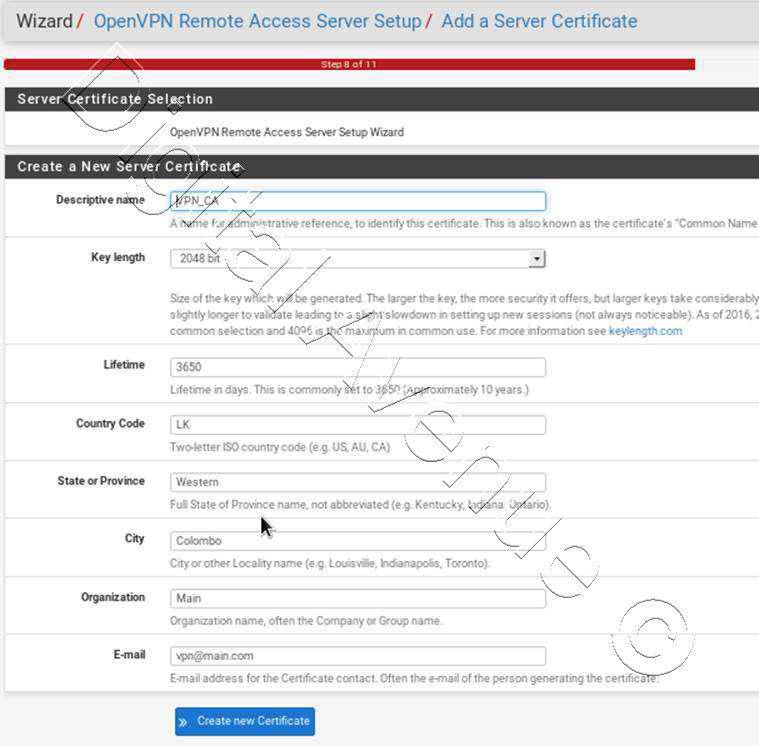 Wizard / OpenVPN Remote Access Server Setup / Add a Server Certificate
Step 8 of 11
Server Certificate Selection
OpenVPN Remote Access Server Setup Wizard
Create a New Server Certificate
Descriptive name
VPN_CA
A name for administrative reference, to identify this certificate. This is also known as the certificate's "Common Name
Key length
2048 bit
Size of the key which will be generated. The larger the key, the more security it offers, but larger keys take considerably
slightly longer to validate leading to a slight slowdown in setting up new sessions (not always noticeable). As of 2016, 2
common selection and 4096 is the maximum in common use. For more information see keylength.com
Lifetime
3650
Lifetime in days. This is commonly set to 3650 (Approximately 10 years.)
Country Code
LK
Two-letter ISO country code (e.g. US, AU, CA)
State or Province
Western
Full State of Province name, not abbreviated (e.g. Kentucky, Indiana, Ontario).
City
Colombo
City or other Locality name (e.g. Louisville, Indianapolis, Toronto).
Organization
Main
Organization name, often the Company or Group name.
E-mail
vpn@main.com
E-mail address for the Certificate contact. Often the e-mail of the person generating the certificate.
» Create new Certificate
Digital Venue ©